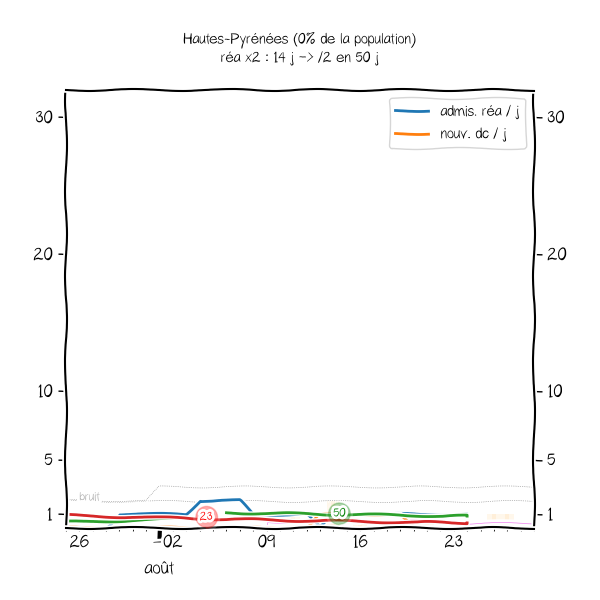 Hautes-Pyrénées (0% de la population)
réa x2 : 14 j -> /2 en 50 j
admis. réa / j
nouv. dc / j
30 30
20 20
10 10
5 5
bruit
1 23 50 1
26 02 09 16 23
août